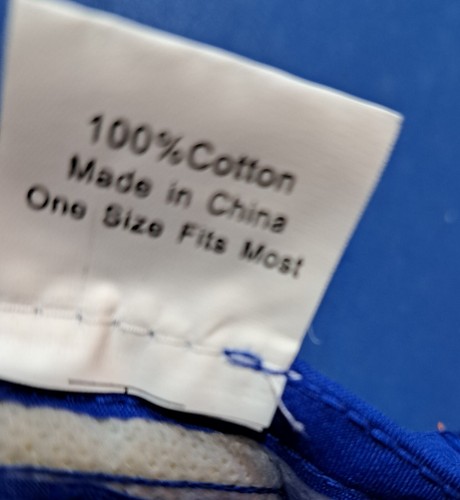 100%Cotton
Made in China
One Size Fits Most